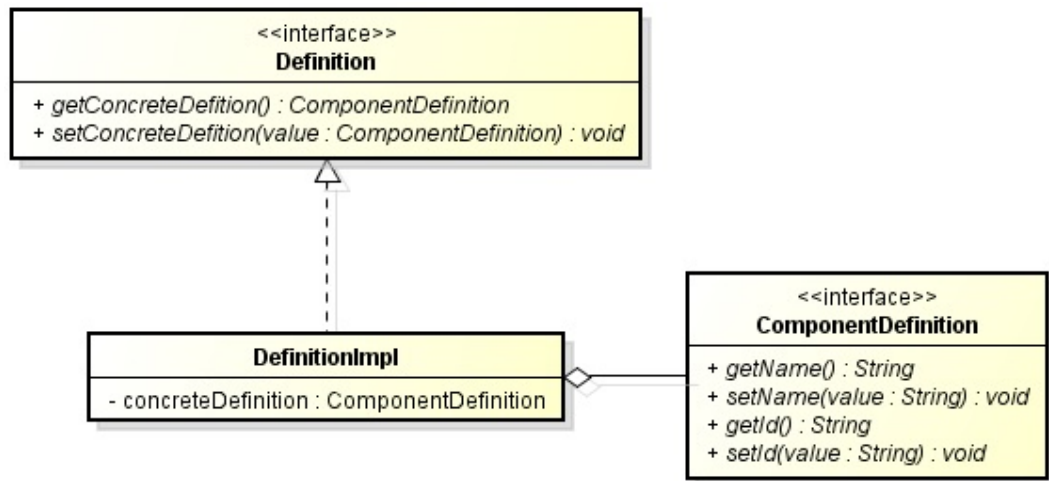 <<interface>>
Definition
+ getConcreteDefition() : ComponentDefinition
+ setConcreteDefition(value : ComponentDefinition) : void
<<interface>>
ComponentDefinition
+ getName() : String
+ setName(value : String) : void
+ getId() : String
+ setId(value : String) : void
DefinitionImpl
- concreteDefinition : ComponentDefinition